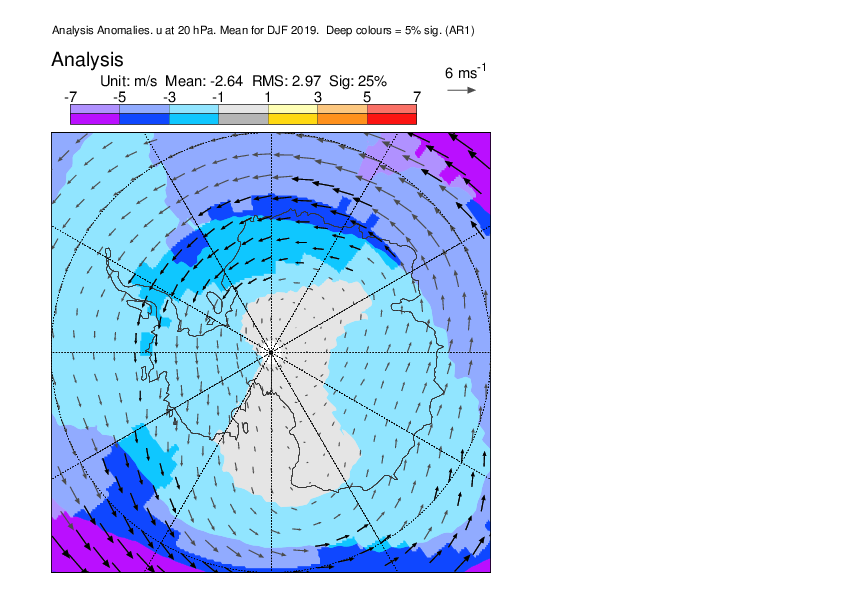 Analysis Anomalies. u at 20 hPa. Mean for DJF 2019.  Deep colours = 5% sig. (AR1)
Analysis
Unit: m/s  Mean: -2.64  RMS: 2.97  Sig: 25%
6 ms-1
-7 -5 -3 -1 1 3 5 7